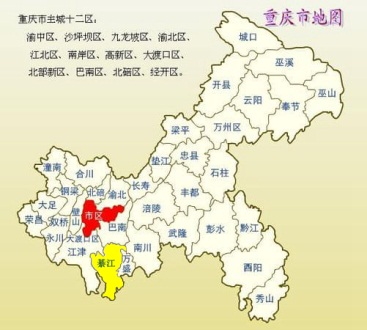 重庆市主城十二区：
渝中区、沙坪坝区、九龙坡区、渝北区、
江北区、南岸区、高新区、大渡口区、
北部新区、巴南区、北碚区、经开区。
重庆市地图
城口
巫溪
开县
云阳
奉节
巫山
万州区
梁平
忠县
垫江
石柱
潼南
合川
长寿
丰都
铜梁
北碚
渝北
大足
璧山
市区
涪陵
荣昌
双桥
巴南
武隆
彭水
黔江
永川
大渡口区
江津
綦江
万盛
南川
酉阳
秀山